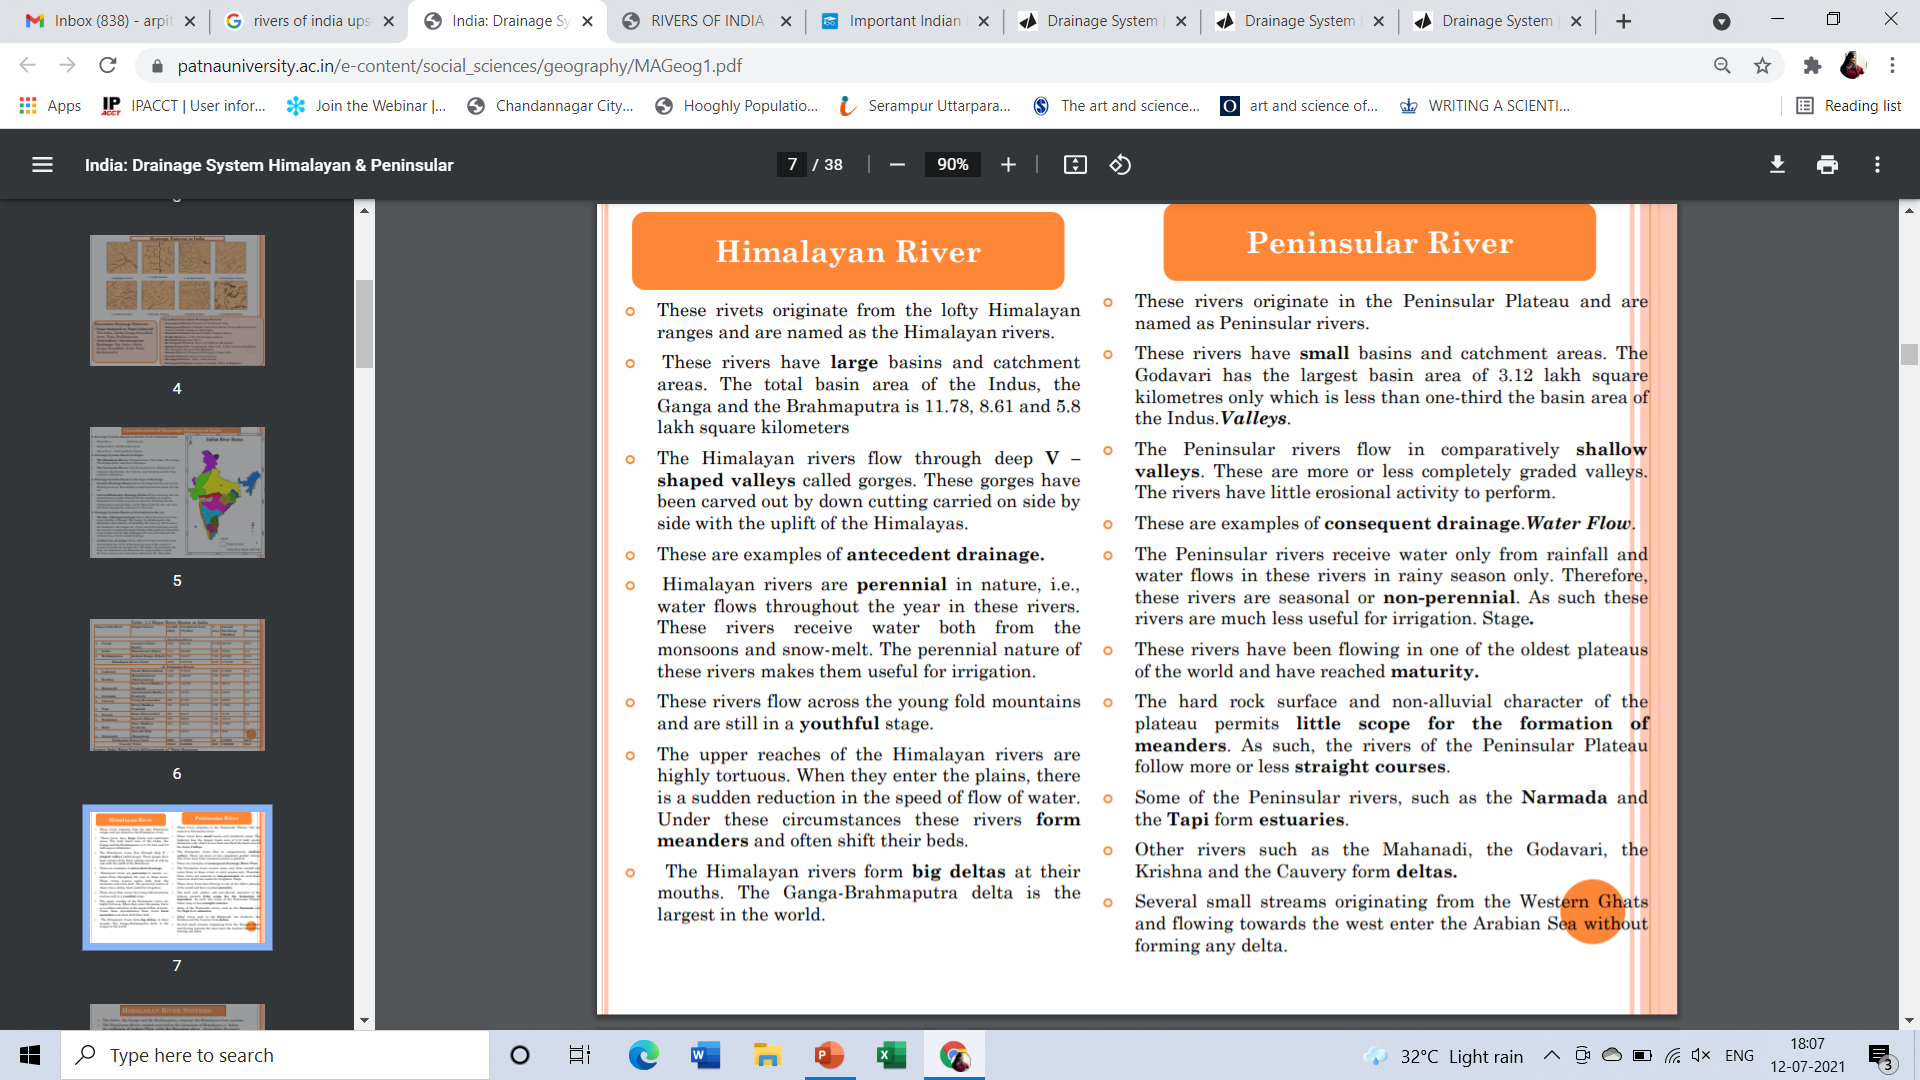 Inbox (838) - arpit
rivers of india ups
India: Drainage Sy
RIVERS OF INDIA
Important Indian
Drainage System
Drainage System
Drainage System
patnauniversity.ac.in/e-content/social_sciences/geography/MAGeog1.pdf
Apps
IPACCT | User infor...
Join the Webinar |...
Chandannagar City...
Hooghly Populatio...
Serampur Uttarpara...
The art and science...
art and science of...
WRITING A SCIENTI...
Reading list
India: Drainage System Himalayan & Peninsular
7 / 38
90%
4
5
6
7
HIMALAYAN RIVER SYSTEMS
Himalayan River
These rivets originate from the lofty Himalayan
ranges and are named as the Himalayan rivers.
These rivers have large basins and catchment
areas. The total basin area of the Indus, the
Ganga and the Brahmaputra is 11.78, 8.61 and 5.8
lakh square kilometers
The Himalayan rivers flow through deep V –
shaped valleys called gorges. These gorges have
been carved out by down cutting carried on side by
side with the uplift of the Himalayas.
These are examples of antecedent drainage.
Himalayan rivers are perennial in nature, i.e.,
water flows throughout the year in these rivers.
These rivers receive water both from the
monsoons and snow-melt. The perennial nature of
these rivers makes them useful for irrigation.
These rivers flow across the young fold mountains
and are still in a youthful stage.
The upper reaches of the Himalayan rivers are
highly tortuous. When they enter the plains, there
is a sudden reduction in the speed of flow of water.
Under these circumstances these rivers form
meanders and often shift their beds.
The Himalayan rivers form big deltas at their
mouths. The Ganga-Brahmaputra delta is the
largest in the world.
Peninsular River
These rivers originate in the Peninsular Plateau and are
named as Peninsular rivers.
These rivers have small basins and catchment areas. The
Godavari has the largest basin area of 3.12 lakh square
kilometres only which is less than one-third the basin area of
the Indus.Valleys.
The Peninsular rivers flow in comparatively shallow
valleys. These are more or less completely graded valleys.
The rivers have little erosional activity to perform.
These are examples of consequent drainage.Water Flow.
The Peninsular rivers receive water only from rainfall and
water flows in these rivers in rainy season only. Therefore,
these rivers are seasonal or non-perennial. As such these
rivers are much less useful for irrigation. Stage.
These rivers have been flowing in one of the oldest plateaus
of the world and have reached maturity.
The hard rock surface and non-alluvial character of the
plateau permits little scope for the formation of
meanders. As such, the rivers of the Peninsular Plateau
follow more or less straight courses.
Some of the Peninsular rivers, such as the Narmada and
the Tapi form estuaries.
Other rivers such as the Mahanadi, the Godavari, the
Krishna and the Cauvery form deltas.
Several small streams originating from the Western Ghats
and flowing towards the west enter the Arabian Sea without
forming any delta.
Type here to search
32°C Light rain
ENG
18:07
12-07-2021
3